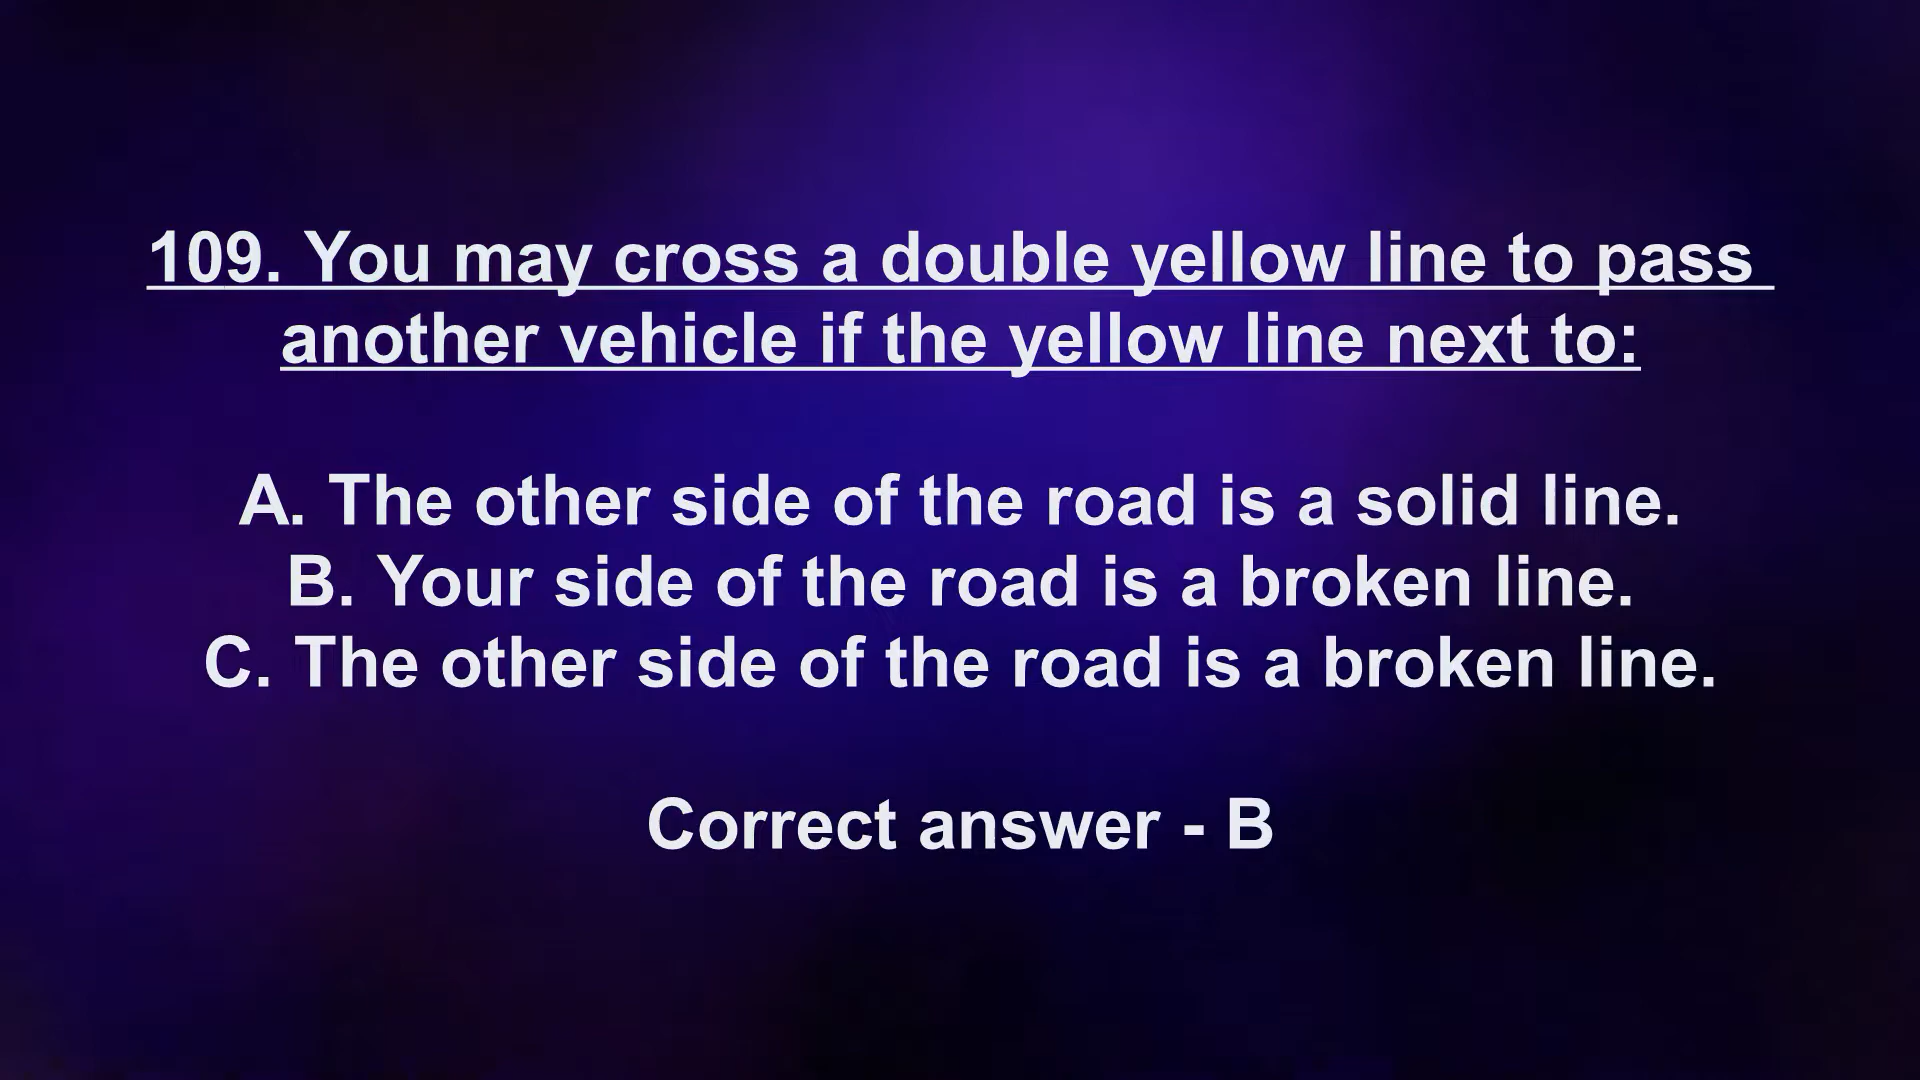 109. You may cross a double yellow line to pass
another vehicle if the yellow line next to:
A. The other side of the road is a solid line.
B. Your side of the road is a broken line.
C. The other side of the road is a broken line.
Correct answer - B